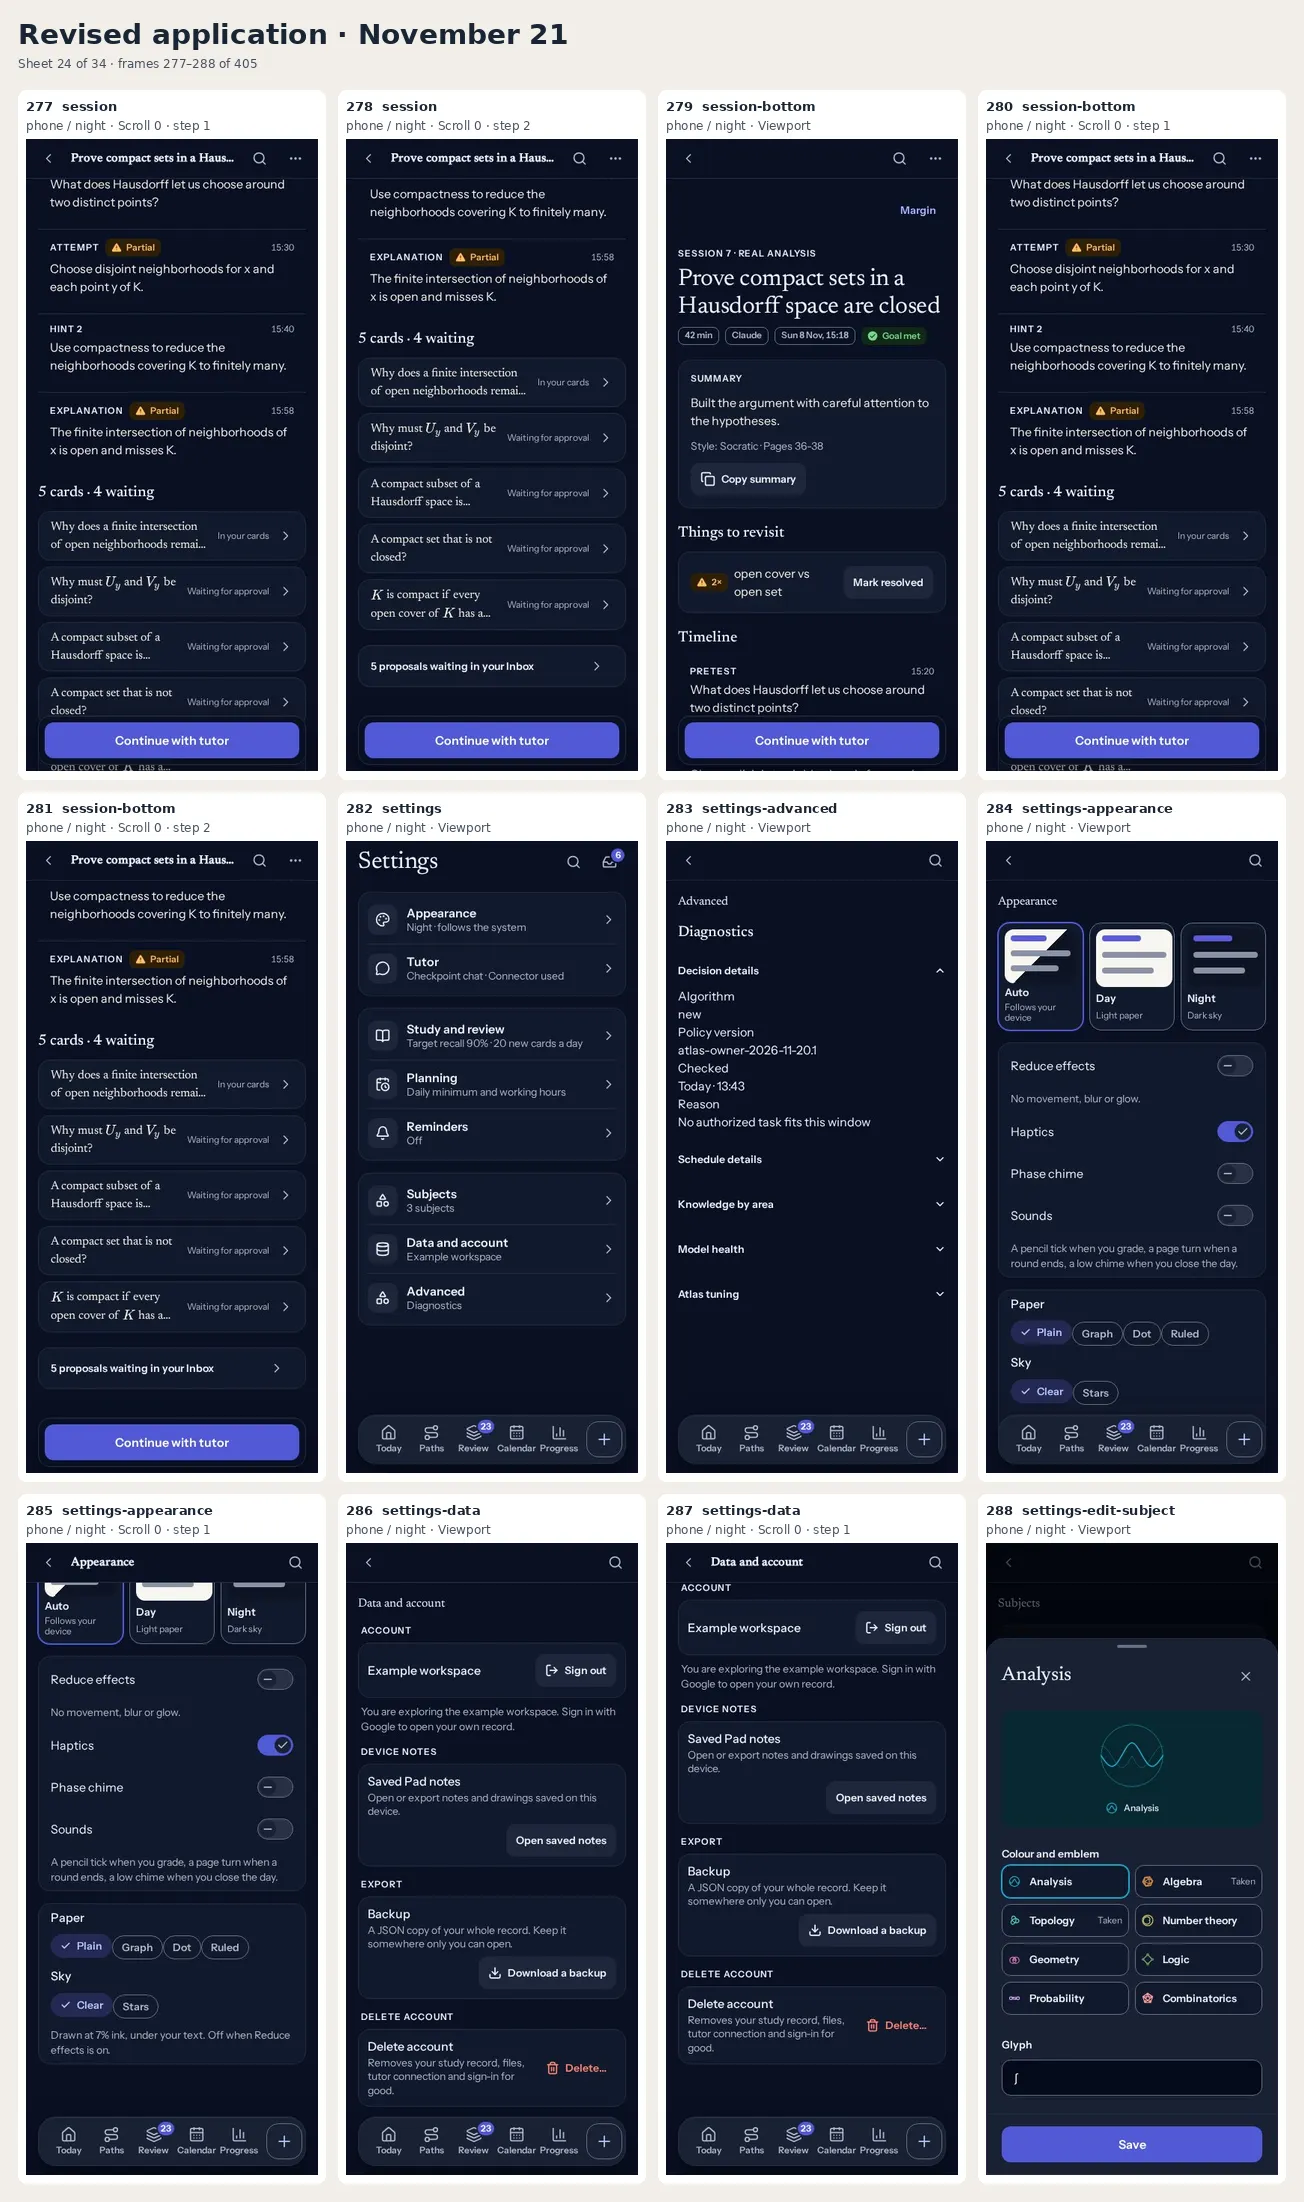 Revised application · November 21
Sheet 24 of 34 · frames 277–288 of 405
277 session
phone / night · Scroll 0 · step 1
Prove compact sets in a Haus...
What does Hausdorff let us choose around
two distinct points?
ATTEMPT Partial 15:30
Choose disjoint neighborhoods for x and
each point y of K.
HINT 2 15:40
Use compactness to reduce the
neighborhoods covering K to finitely many.
EXPLANATION Partial 15:58
The finite intersection of neighborhoods of
x is open and misses K.
5 cards · 4 waiting
Why does a finite intersection
of open neighborhoods remai... In your cards
Why must U_y and V_y be
disjoint? Waiting for approval
A compact subset of a
Hausdorff space is... Waiting for approval
A compact set that is not
closed? Waiting for approval
Continue with tutor
open cover of K has a...
278 session
phone / night · Scroll 0 · step 2
Prove compact sets in a Haus...
Use compactness to reduce the
neighborhoods covering K to finitely many.
EXPLANATION Partial 15:58
The finite intersection of neighborhoods of
x is open and misses K.
5 cards · 4 waiting
Why does a finite intersection
of open neighborhoods remai... In your cards
Why must U_y and V_y be
disjoint? Waiting for approval
A compact subset of a
Hausdorff space is... Waiting for approval
A compact set that is not
closed? Waiting for approval
K is compact if every
open cover of K has a... Waiting for approval
5 proposals waiting in your Inbox
Continue with tutor
279 session-bottom
phone / night · Viewport
Margin
SESSION 7 · REAL ANALYSIS
Prove compact sets in a
Hausdorff space are closed
42 min Claude Sun 8 Nov, 15:18 Goal met
SUMMARY
Built the argument with careful attention to
the hypotheses.
Style: Socratic · Pages 36–38
Copy summary
Things to revisit
2× open cover vs
open set
Mark resolved
Timeline
PRETEST 15:20
What does Hausdorff let us choose around
two distinct points?
Continue with tutor
280 session-bottom
phone / night · Scroll 0 · step 1
Prove compact sets in a Haus...
What does Hausdorff let us choose around
two distinct points?
ATTEMPT Partial 15:30
Choose disjoint neighborhoods for x and
each point y of K.
HINT 2 15:40
Use compactness to reduce the
neighborhoods covering K to finitely many.
EXPLANATION Partial 15:58
The finite intersection of neighborhoods of
x is open and misses K.
5 cards · 4 waiting
Why does a finite intersection
of open neighborhoods remai... In your cards
Why must U_y and V_y be
disjoint? Waiting for approval
A compact subset of a
Hausdorff space is... Waiting for approval
A compact set that is not
closed? Waiting for approval
Continue with tutor
open cover of K has a...
281 session-bottom
phone / night · Scroll 0 · step 2
Prove compact sets in a Haus...
Use compactness to reduce the
neighborhoods covering K to finitely many.
EXPLANATION Partial 15:58
The finite intersection of neighborhoods of
x is open and misses K.
5 cards · 4 waiting
Why does a finite intersection
of open neighborhoods remai... In your cards
Why must U_y and V_y be
disjoint? Waiting for approval
A compact subset of a
Hausdorff space is... Waiting for approval
A compact set that is not
closed? Waiting for approval
K is compact if every
open cover of K has a... Waiting for approval
5 proposals waiting in your Inbox
Continue with tutor
282 settings
phone / night · Viewport
Settings 6
Appearance
Night · follows the system
Tutor
Checkpoint chat · Connector used
Study and review
Target recall 90% · 20 new cards a day
Planning
Daily minimum and working hours
Reminders
Off
Subjects
3 subjects
Data and account
Example workspace
Advanced
Diagnostics
23
Today Paths Review Calendar Progress
283 settings-advanced
phone / night · Viewport
Advanced
Diagnostics
Decision details
Algorithm
new
Policy version
atlas-owner-2026-11-20.1
Checked
Today · 13:43
Reason
No authorized task fits this window
Schedule details
Knowledge by area
Model health
Atlas tuning
23
Today Paths Review Calendar Progress
284 settings-appearance
phone / night · Viewport
Appearance
Auto
Follows your
device
Day
Light paper
Night
Dark sky
Reduce effects
No movement, blur or glow.
Haptics
Phase chime
Sounds
A pencil tick when you grade, a page turn when a
round ends, a low chime when you close the day.
Paper
Plain Graph Dot Ruled
Sky
Clear Stars
23
Today Paths Review Calendar Progress
285 settings-appearance
phone / night · Scroll 0 · step 1
Appearance
Auto
Follows your
device
Day
Light paper
Night
Dark sky
Reduce effects
No movement, blur or glow.
Haptics
Phase chime
Sounds
A pencil tick when you grade, a page turn when a
round ends, a low chime when you close the day.
Paper
Plain Graph Dot Ruled
Sky
Clear Stars
Drawn at 7% ink, under your text. Off when Reduce
effects is on.
23
Today Paths Review Calendar Progress
286 settings-data
phone / night · Viewport
Data and account
ACCOUNT
Example workspace Sign out
You are exploring the example workspace. Sign in with
Google to open your own record.
DEVICE NOTES
Saved Pad notes
Open or export notes and drawings saved on this
device.
Open saved notes
EXPORT
Backup
A JSON copy of your whole record. Keep it
somewhere only you can open.
Download a backup
DELETE ACCOUNT
Delete account
Removes your study record, files,
tutor connection and sign-in for
good.
Delete...
23
Today Paths Review Calendar Progress
287 settings-data
phone / night · Scroll 0 · step 1
Data and account
ACCOUNT
Example workspace Sign out
You are exploring the example workspace. Sign in with
Google to open your own record.
DEVICE NOTES
Saved Pad notes
Open or export notes and drawings saved on this
device.
Open saved notes
EXPORT
Backup
A JSON copy of your whole record. Keep it
somewhere only you can open.
Download a backup
DELETE ACCOUNT
Delete account
Removes your study record, files,
tutor connection and sign-in for
good.
Delete...
23
Today Paths Review Calendar Progress
288 settings-edit-subject
phone / night · Viewport
Subjects
Analysis
Analysis
Colour and emblem
Analysis Algebra Taken
Topology Taken Number theory
Geometry Logic
Probability Combinatorics
Glyph
∫
Save